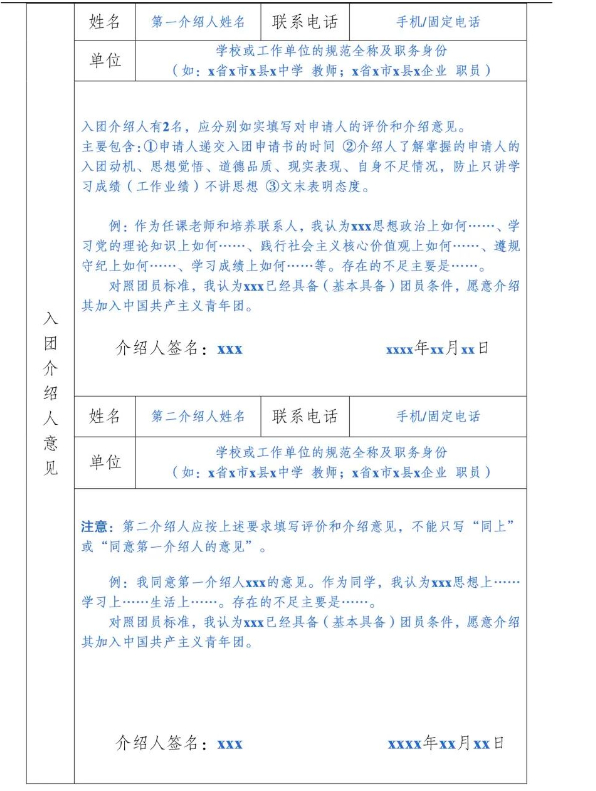 姓名 第一介绍人姓名 联系电话 手机/固定电话
单位
学校或工作单位的规范全称及职务身份
（如：x省x市x县x中学 教师；x省x市x县x企业 职员）
入团介绍人意见
入团介绍人有2名，应分别如实填写对申请人的评价和介绍意见。
主要包含:①申请人递交入团申请书的时间 ②介绍人了解掌握的申请人的
入团动机、思想觉悟、道德品质、现实表现、自身不足情况，防止只讲学
习成绩（工作业绩）不讲思想 ③文末表明态度。
例：作为任课老师和培养联系人，我认为xxx思想政治上如何……、学
习党的理论知识上如何……、践行社会主义核心价值观上如何……、遵规
守纪上如何……、学习成绩上如何……等。存在的不足主要是……。
对照团员标准，我认为xxx已经具备（基本具备）团员条件，愿意介绍
其加入中国共产主义青年团。
介绍人签名：xxx xxxx年xx月xx日
姓名 第二介绍人姓名 联系电话 手机/固定电话
单位
学校或工作单位的规范全称及职务身份
（如：x省x市x县x中学 教师；x省x市x县x企业 职员）
注意：第二介绍人应按上述要求填写评价和介绍意见，不能只写“同上”
或“同意第一介绍人的意见”。
例：我同意第一介绍人xxx的意见。作为同学，我认为xxx思想上……
学习上……生活上……。存在的不足主要是……。
对照团员标准，我认为xxx已经具备（基本具备）团员条件，愿意介绍
其加入中国共产主义青年团。
介绍人签名：xxx xxxx年xx月xx日